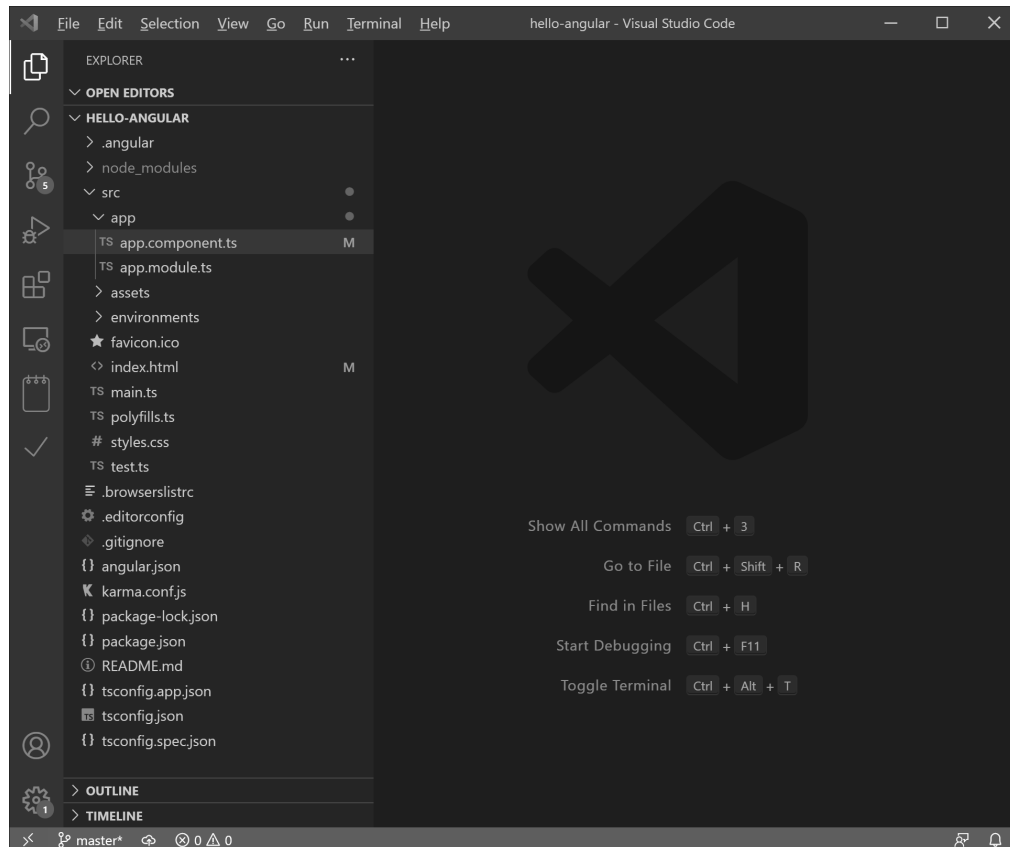 File Edit Selection View Go Run Terminal Help hello-angular - Visual Studio Code
EXPLORER ...
OPEN EDITORS
HELLO-ANGULAR
.angular
node_modules
5
src
app
TS app.component.ts M
TS app.module.ts
assets
environments
favicon.ico
<> index.html M
TS main.ts
TS polyfills.ts
# styles.css
TS test.ts
.browserslistrc
.editorconfig
.gitignore
{} angular.json
K karma.conf.js
{} package-lock.json
{} package.json
README.md
{} tsconfig.app.json
TS tsconfig.json
{} tsconfig.spec.json
Show All Commands Ctrl + 3
Go to File Ctrl + Shift + R
Find in Files Ctrl + H
Start Debugging Ctrl + F11
Toggle Terminal Ctrl + Alt + T
OUTLINE
1
TIMELINE
master* 0 0